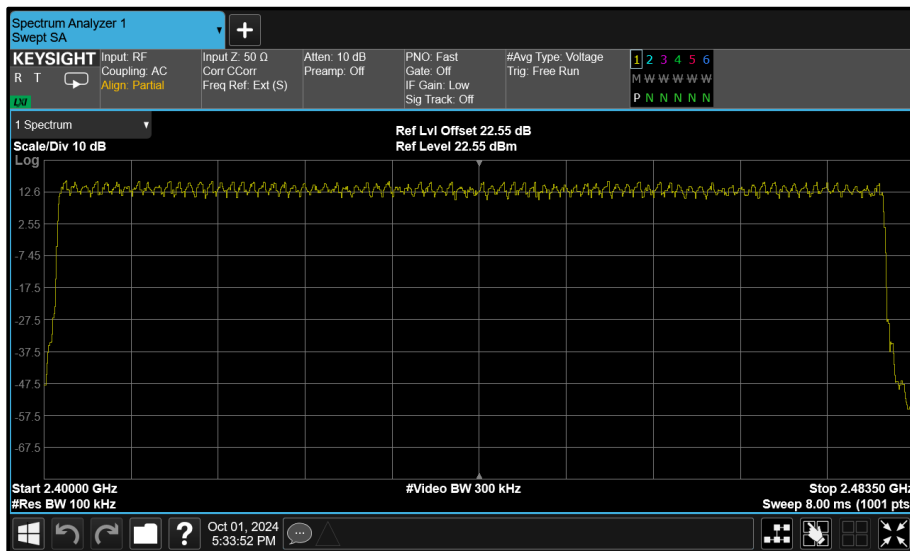 Spectrum Analyzer 1
Swept SA
+
KEYSIGHT
R T
LXI
Input: RF
Coupling: AC
Align: Partial
Input Z: 50 Ω
Corr CCorr
Freq Ref: Ext (S)
Atten: 10 dB
Preamp: Off
PNO: Fast
Gate: Off
IF Gain: Low
Sig Track: Off
#Avg Type: Voltage
Trig: Free Run
1 2 3 4 5 6
M W W W W W
P N N N N N
1 Spectrum
Scale/Div 10 dB
Ref Lvl Offset 22.55 dB
Ref Level 22.55 dBm
Log
12.6
2.55
-7.45
-17.5
-27.5
-37.5
-47.5
-57.5
-67.5
Start 2.40000 GHz
#Res BW 100 kHz
#Video BW 300 kHz
Stop 2.48350 GHz
Sweep 8.00 ms (1001 pts
?
Oct 01, 2024
5:33:52 PM